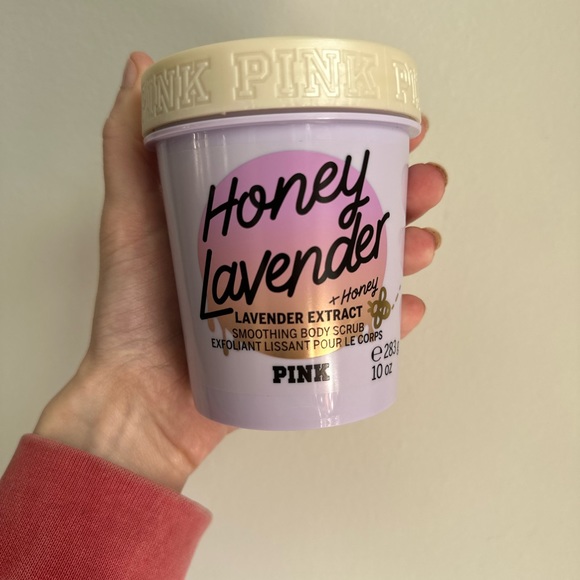 PINK PINK PI
Honey
Lavender
+ Honey
LAVENDER EXTRACT
SMOOTHING BODY SCRUB
EXFOLIANT LISSANT POUR LE CORPS
℮ 283 g
10 oz
PINK